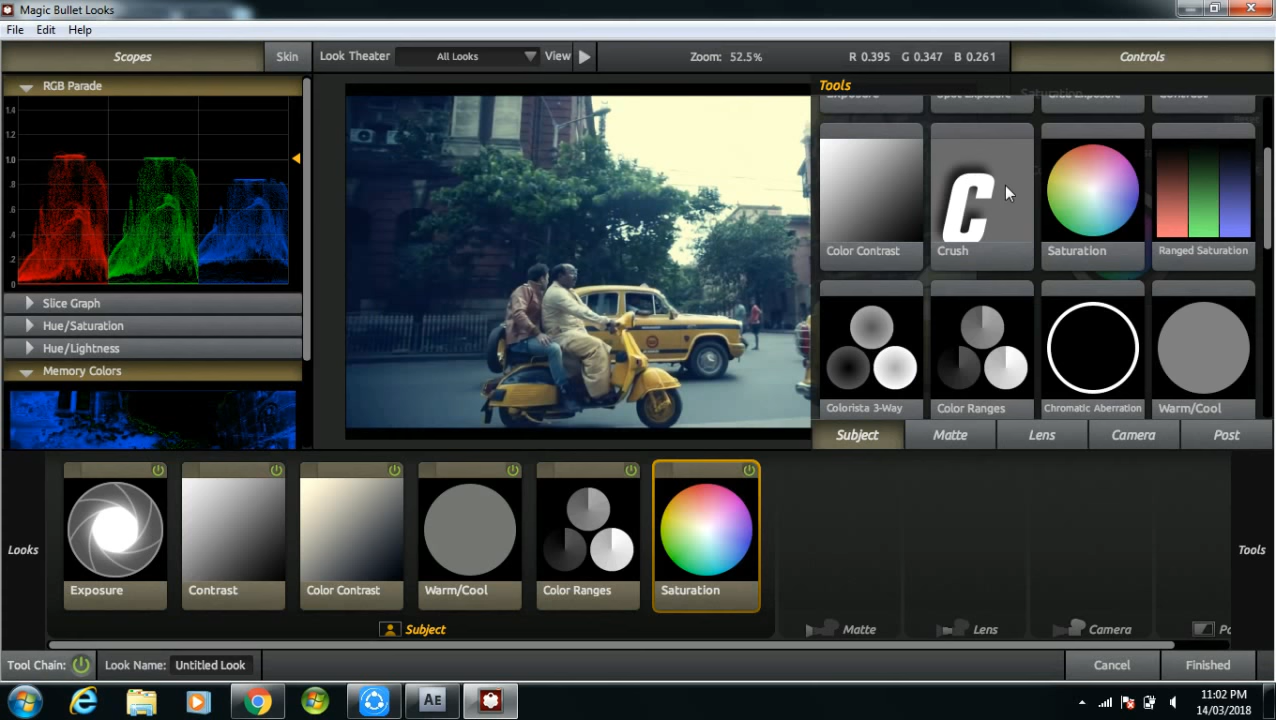 Magic Bullet Looks
File Edit Help
Scopes Skin Look Theater All Looks View Zoom: 52.5% R 0.395 G 0.347 B 0.261 Controls
RGB Parade
Tools
Saturation
Exposure Spot Exposure Contrast
1.4
1.2
1.0
.8
.6
.4
.2
0
C
Color Contrast Crush Saturation Ranged Saturation
Slice Graph
Hue/Saturation
Hue/Lightness
Memory Colors
Colorista 3-Way Color Ranges Chromatic Aberration Warm/Cool
Subject Matte Lens Camera Post
Looks
Exposure Contrast Color Contrast Warm/Cool Color Ranges Saturation
Tools
Subject Matte Lens Camera
Tool Chain: Look Name: Untitled Look Cancel Finished
AE
11:02 PM
14/03/2018